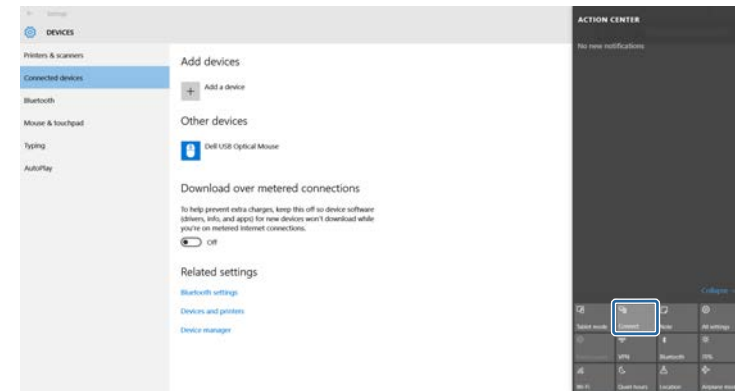 Settings
DEVICES
Printers & scanners
Connected devices
Bluetooth
Mouse & touchpad
Typing
AutoPlay
Add devices
Add a device
Other devices
Dell USB Optical Mouse
Download over metered connections
To help prevent extra charges, keep this off so device software
(drivers, info, and apps) for new devices won't download while
you're on metered Internet connections.
Off
Related settings
Bluetooth settings
Devices and printers
Device manager
ACTION CENTER
No new notifications
Collapse
Tablet mode Connect Note All settings
VPN Bluetooth
Wi-Fi Quiet hours Location Airplane mode